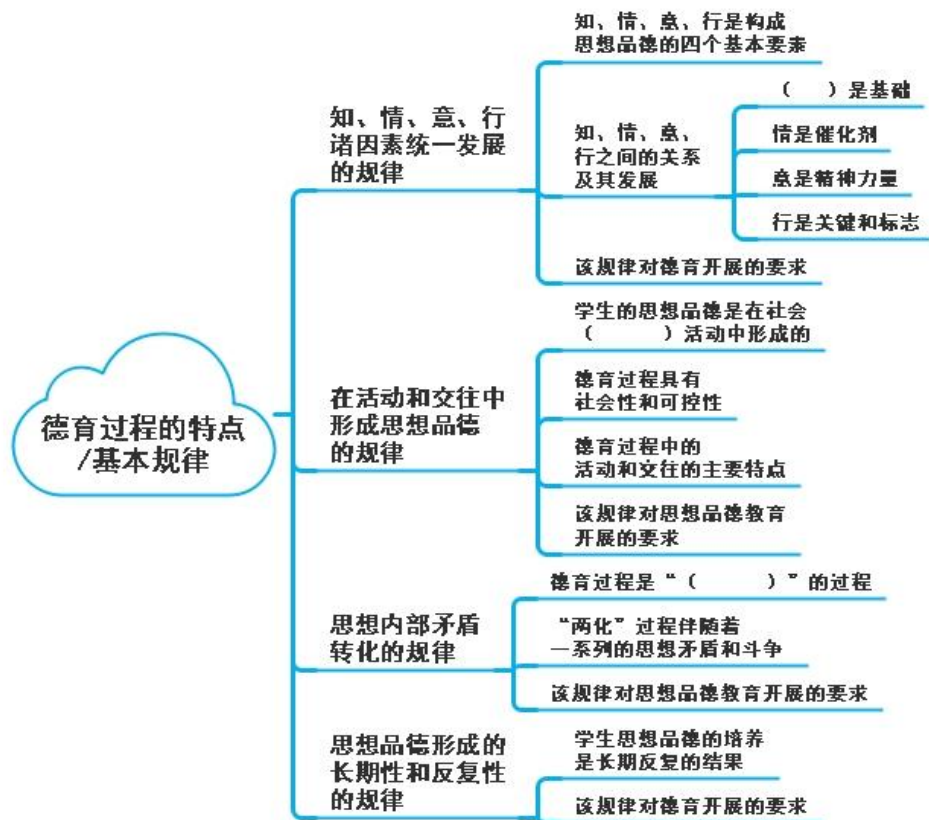 德育过程的特点
/基本规律
知、情、意、行
诸因素统一发展
的规律
知、情、意、行是构成
思想品德的四个基本要素
知、情、意、
行之间的关系
及其发展
（ ）是基础
情是催化剂
意是精神力量
行是关键和标志
该规律对德育开展的要求
在活动和交往中
形成思想品德
的规律
学生的思想品德是在社会
（ ）活动中形成的
德育过程具有
社会性和可控性
德育过程中的
活动和交往的主要特点
该规律对思想品德教育
开展的要求
思想内部矛盾
转化的规律
德育过程是“（ ）”的过程
“两化”过程伴随着
一系列的思想矛盾和斗争
该规律对思想品德教育开展的要求
思想品德形成的
长期性和反复性
的规律
学生思想品德的培养
是长期反复的结果
该规律对德育开展的要求